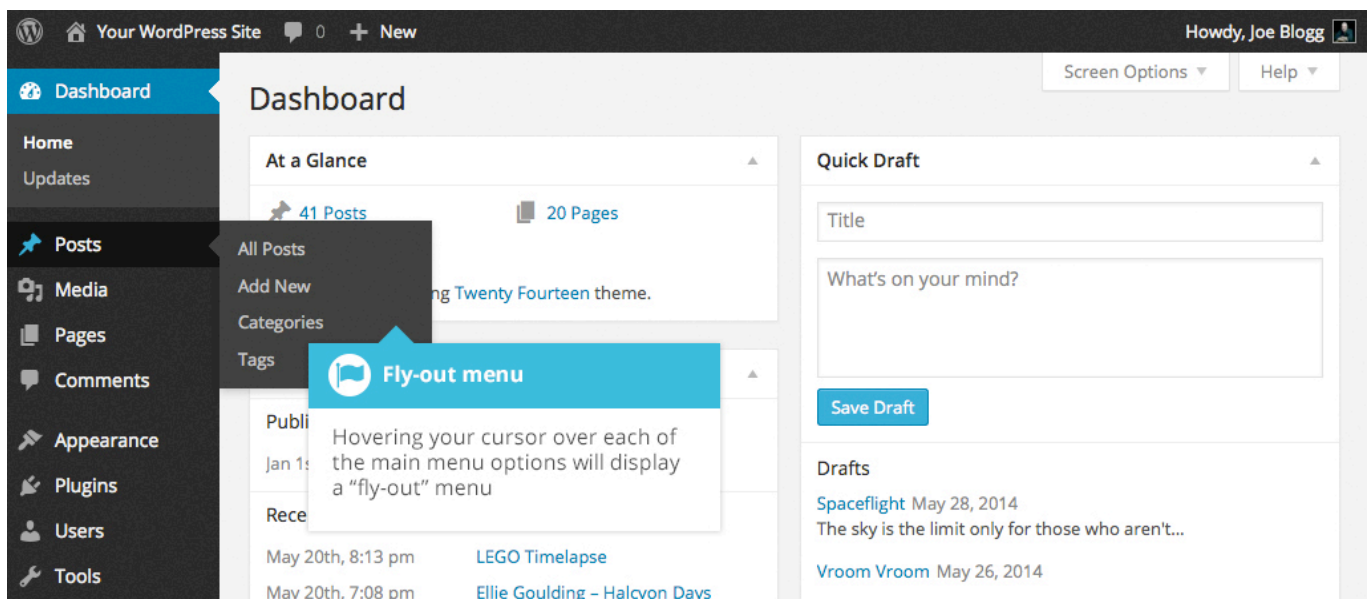 Your WordPress Site 0 + New
Howdy, Joe Blogg
Screen Options
Help
Dashboard
Home
Updates
Posts
Media
Pages
Comments
Appearance
Plugins
Users
Tools
Dashboard
At a Glance
41 Posts 20 Pages
Twenty Fourteen theme.
All Posts
Add New
Categories
Tags
Fly-out menu
Hovering your cursor over each of
the main menu options will display
a “fly-out” menu
Jan
May 20th, 8:13 pm LEGO Timelapse
May 20th, 7:08 pm Ellie Goulding – Halcyon Days
Quick Draft
Title
What's on your mind?
Save Draft
Drafts
Spaceflight May 28, 2014
The sky is the limit only for those who aren't...
Vroom Vroom May 26, 2014